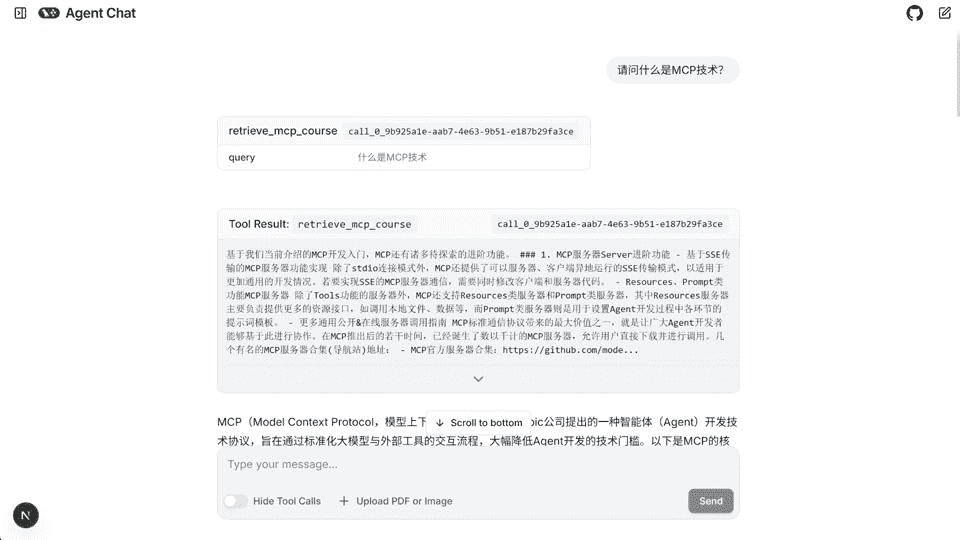 Agent Chat
请问什么是MCP技术?
retrieve_mcp_course call_0_9b925a1e-aab7-4e63-9b51-e187b29fa3ce
query 什么是MCP技术
Tool Result: retrieve_mcp_course call_0_9b925a1e-aab7-4e63-9b51-e187b29fa3ce
基于我们当前介绍的MCP开发入门，MCP还有诸多待探索的进阶功能。 ### 1. MCP服务器Server进阶功能 - 基于SSE传
输的MCP服务器功能实现 除了stdio连接模式外，MCP还提供了可以服务器、客户端异地运行的SSE传输模式，以适用于
更加通用的开发情况。若要实现SSE的MCP服务器通信，需要同时修改客户端和服务器代码。 - Resources、Prompt类
功能MCP服务器 除了Tools功能的服务器外，MCP还支持Resources类服务器和Prompt类服务器，其中Resources服务器
主要负责提供更多的资源接口，如调用本地文件、数据等，而Prompt类服务器则是用于设置Agent开发过程中各环节的
提示词模板。 - 更多通用公开&在线服务器调用指南 MCP标准通信协议带来的最大价值之一，就是让广大Agent开发者
能够基于此进行协作。在MCP推出后的若干时间，已经诞生了数以千计的MCP服务器，允许用户直接下载并进行调用。几
个有名的MCP服务器合集(导航站)地址： - MCP官方服务器合集：https://github.com/mode...
MCP（Model Context Protocol，模型上下 Scroll to bottom pic公司提出的一种智能体（Agent）开发技
术协议，旨在通过标准化大模型与外部工具的交互流程，大幅降低Agent开发的技术门槛。以下是MCP的核
Type your message...
Hide Tool Calls Upload PDF or Image Send
N